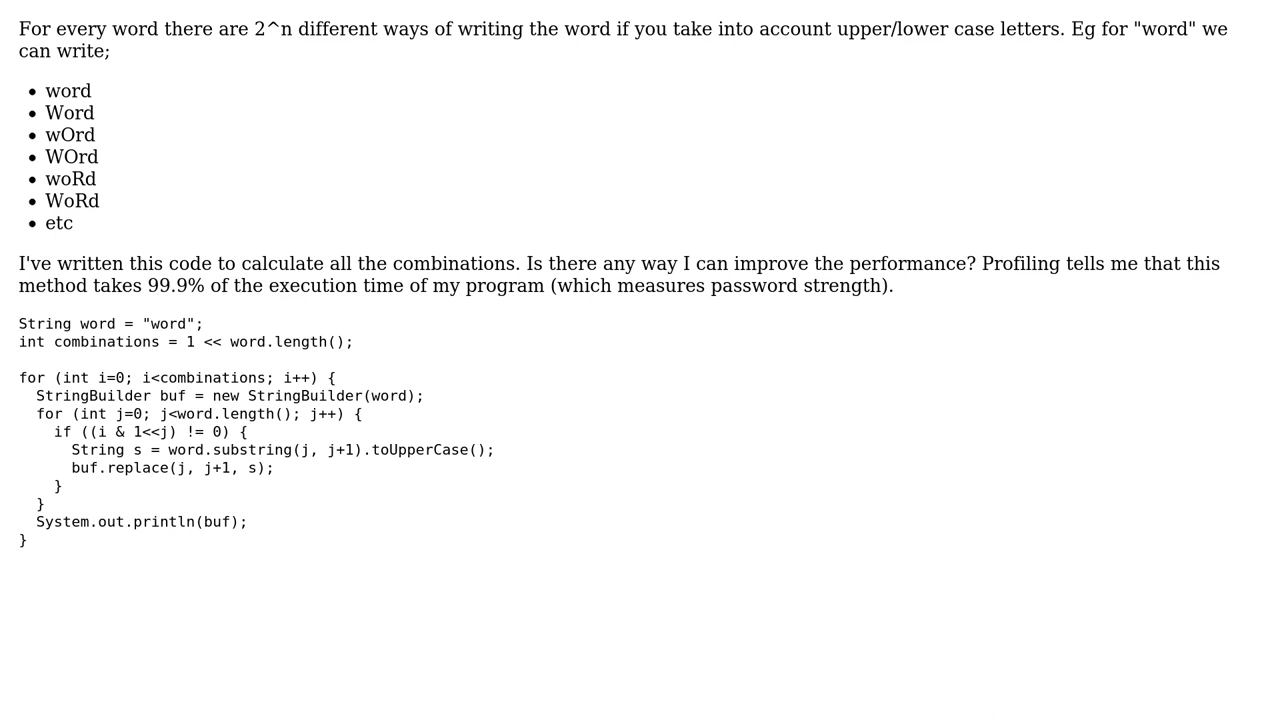 For every word there are 2^n different ways of writing the word if you take into account upper/lower case letters. Eg for "word" we
can write;
• word
• Word
• wOrd
• WOrd
• woRd
• WoRd
• etc
I've written this code to calculate all the combinations. Is there any way I can improve the performance? Profiling tells me that this
method takes 99.9% of the execution time of my program (which measures password strength).
String word = "word";
int combinations = 1 << word.length();
for (int i=0; i<combinations; i++) {
  StringBuilder buf = new StringBuilder(word);
  for (int j=0; j<word.length(); j++) {
    if ((i & 1<<j) != 0) {
      String s = word.substring(j, j+1).toUpperCase();
      buf.replace(j, j+1, s);
    }
  }
  System.out.println(buf);
}